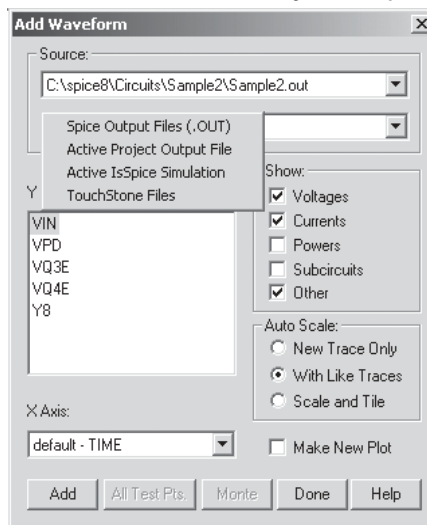 Add Waveform
Source:
C:\spice8\Circuits\Sample2\Sample2.out
Spice Output Files (.OUT)
Active Project Output File
Active IsSpice Simulation
TouchStone Files
Y
VIN
VPD
VQ3E
VQ4E
Y8
Show:
Voltages
Currents
Powers
Subcircuits
Other
Auto Scale:
New Trace Only
With Like Traces
Scale and Tile
X Axis:
default - TIME
Make New Plot
Add All Test Pts. Monte Done Help